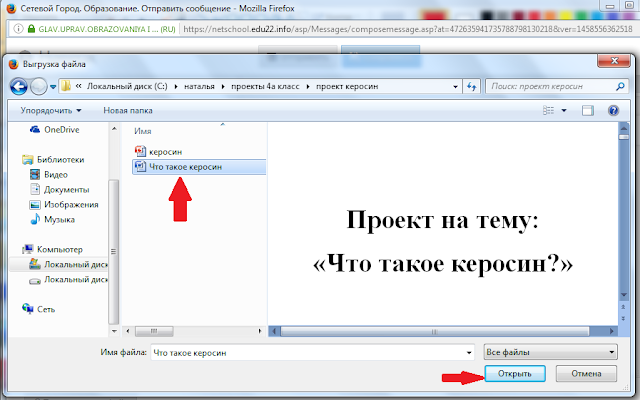 Сетевой Город. Образование. Отправить сообщение - Mozilla Firefox
GLAV.UPRAV.OBRAZOVANIYA I ... (RU) https://netschool.edu22.info/asp/Messages/composemessage.asp?at=472635941735788798130218&ver=1458556362518
Выгрузка файла
Локальный диск ... (C:) наталья проекты 4а класс проект керосин
Поиск: проект керосин
Упорядочить Новая папка
OneDrive
Библиотеки
Видео
Документы
Изображения
Музыка
Компьютер
Локальный диск
Локальный диск
Сеть
Имя
керосин
Что такое керосин
Проект на тему:
«Что такое керосин?»
Имя файла: Что такое керосин Все файлы
Открыть Отмена